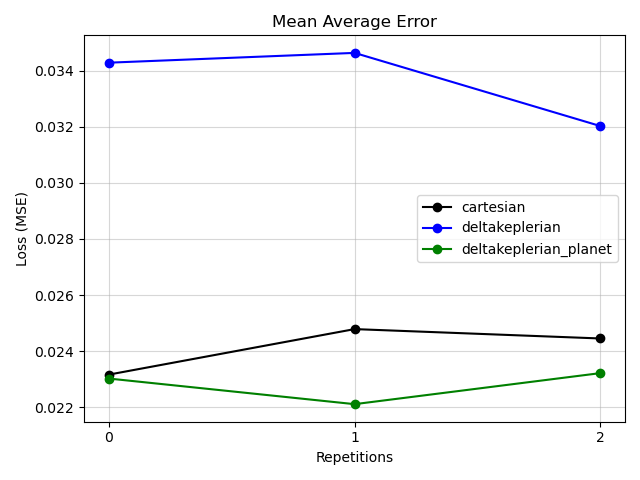 Mean Average Error
Loss (MSE)
0.034
0.032
0.030
0.028
0.026
0.024
0.022
cartesian
deltakeplerian
deltakeplerian_planet
0
1
2
Repetitions